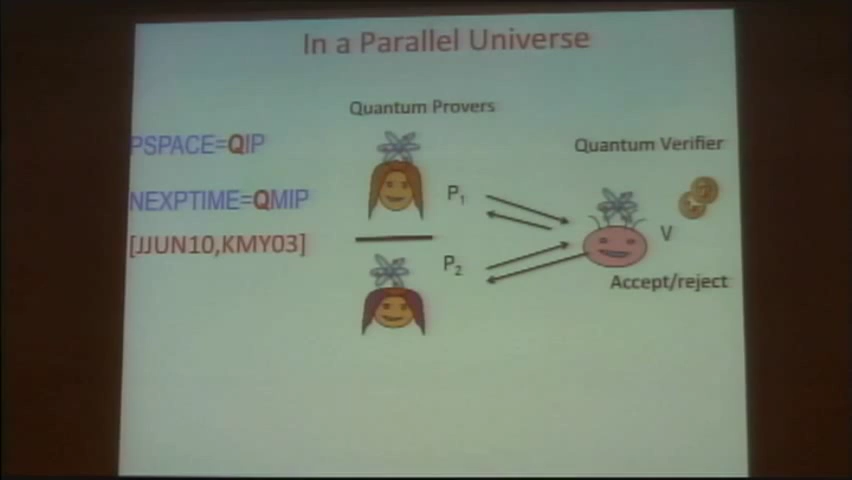 In a Parallel Universe
Quantum Provers
PSPACE=QIP
Quantum Verifier
NEXPTIME=QMIP
P1
V
[JJUN10,KMY03]
P2
Accept/reject